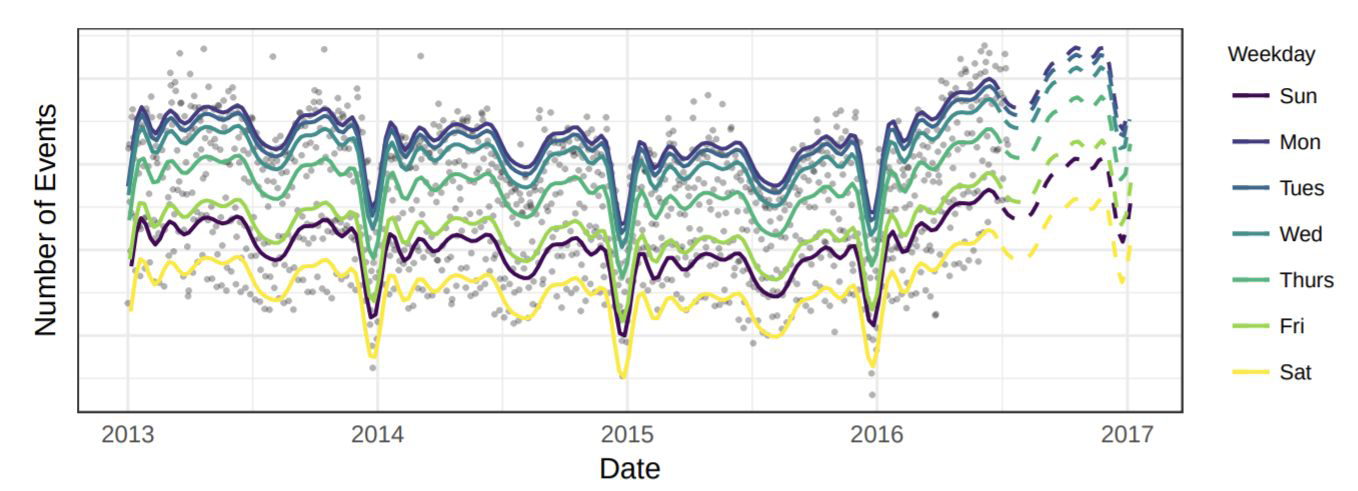 Number of Events
Weekday
Sun
Mon
Tues
Wed
Thurs
Fri
Sat
2013 2014 2015 2016 2017
Date